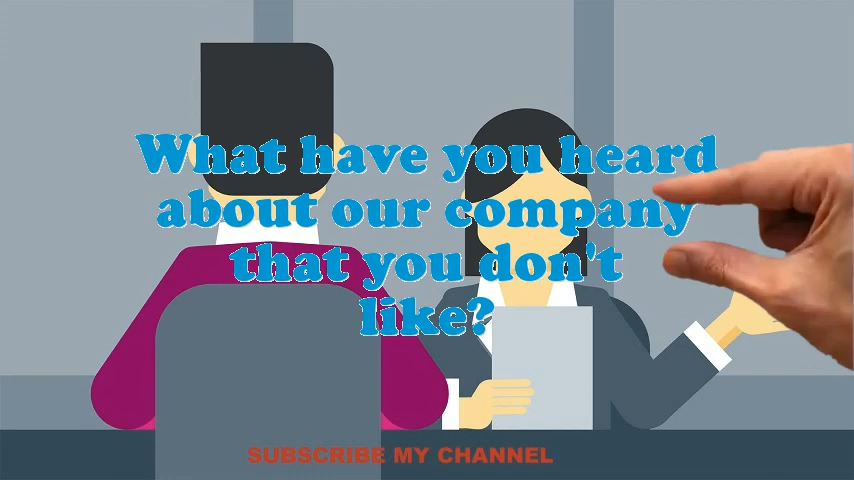 What have you heard
about our company
that you don't
like?
SUBSCRIBE MY CHANNEL